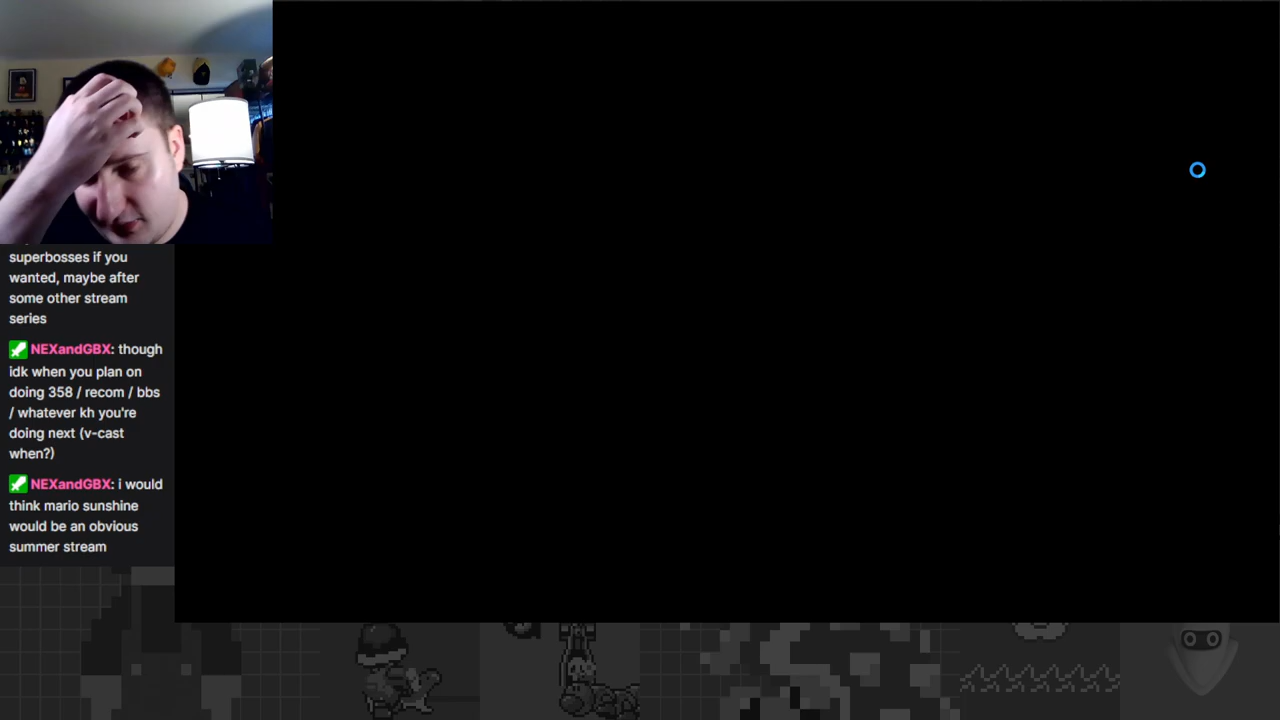 superbosses if you
wanted, maybe after
some other stream
series
NEXandGBX: though
idk when you plan on
doing 358 / recom / bbs
/ whatever kh you're
doing next (v-cast
when?)
NEXandGBX: i would
think mario sunshine
would be an obvious
summer stream